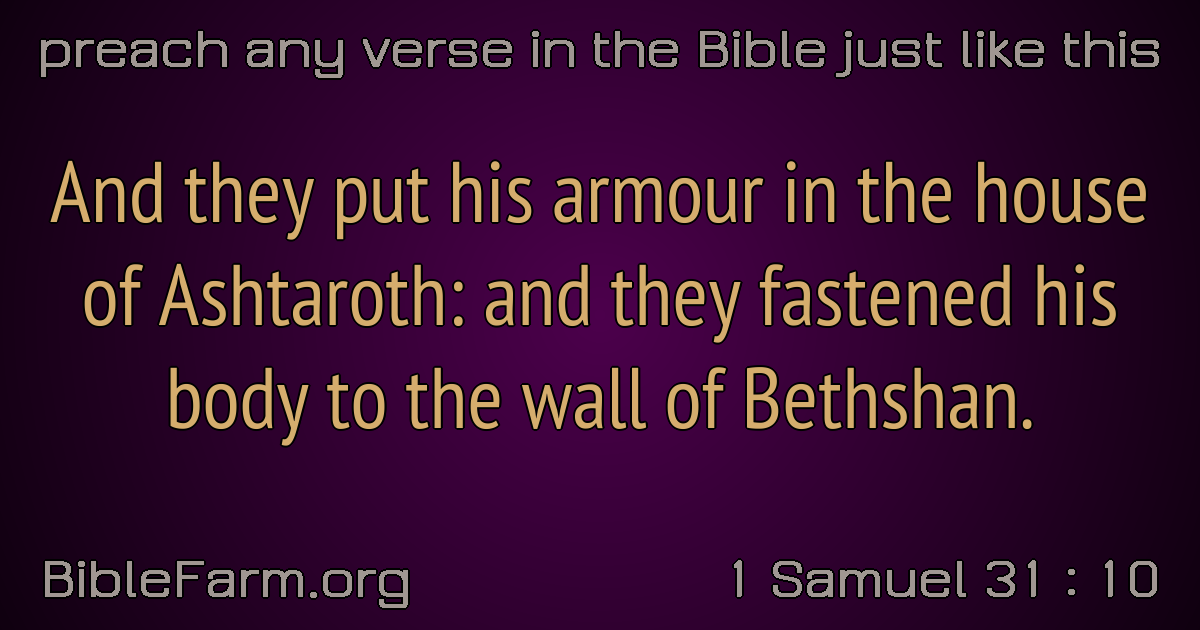 preach any verse in the Bible just like this
And they put his armour in the house
of Ashtaroth: and they fastened his
body to the wall of Bethshan.
BibleFarm.org
1 Samuel 31 : 10